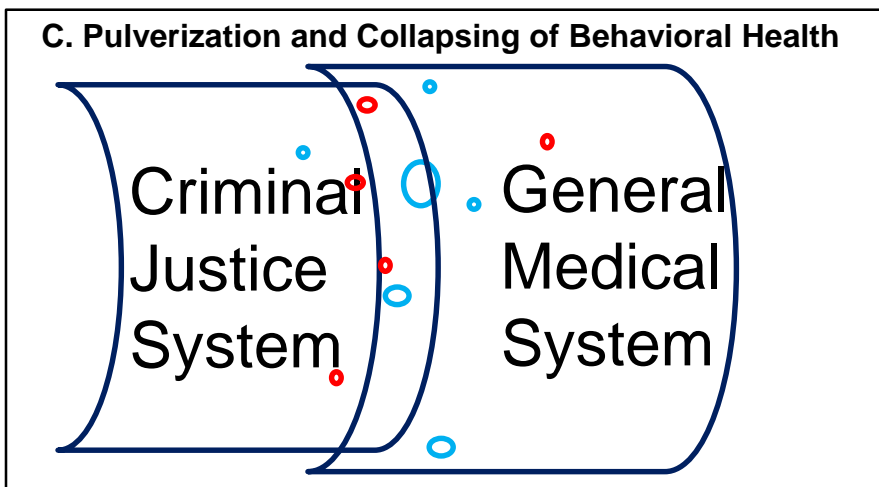 C. Pulverization and Collapsing of Behavioral Health
Criminal
Justice
System
General
Medical
System